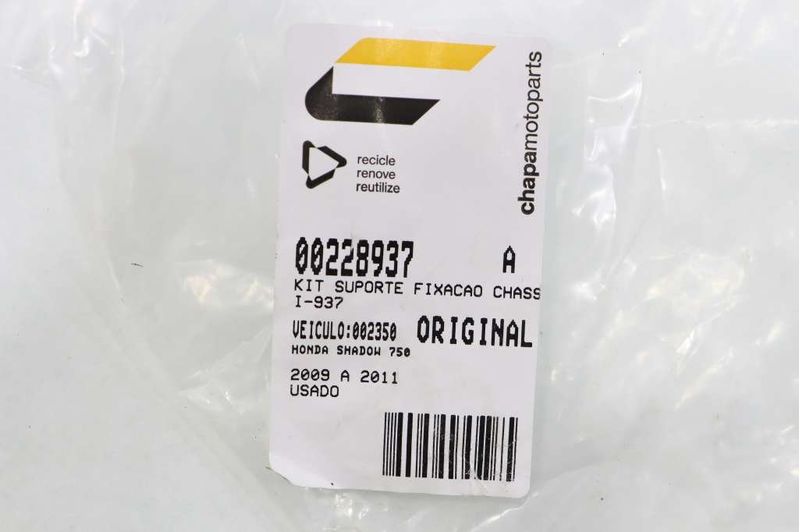 chapamotoparts
recicle
renove
reutilize
00228937 A
KIT SUPORTE FIXACAO CHASS
I-937
VEICULO:002350 ORIGINAL
HONDA SHADOW 750
2009 A 2011
USADO